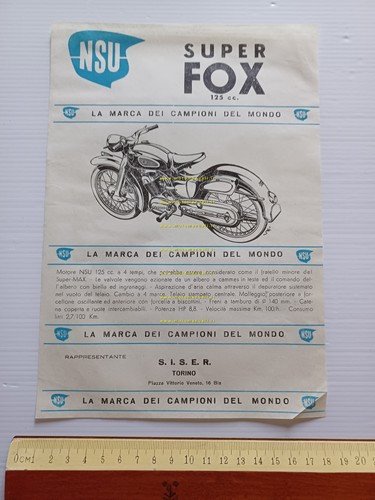 NSU
SUPER
FOX
125 cc.
NSU LA MARCA DEI CAMPIONI DEL MONDO NSU
NSU LA MARCA DEI CAMPIONI DEL MONDO NSU
Motore NSU 125 cc. a 4 tempi, che potrebbe essere considerato come il fratello minore del
Super-MAX. - Le valvole vengono azionate da un albero a cammes in testa ed il comando del-
l'albero con biella ed ingranaggi. - Aspirazione d'aria calma attraverso il depuratore sistemato
nel vuoto del telaio. Cambio a 4 marce. Telaio stampato centrale. Molleggio posteriore a for-
cellone oscillante ed anteriore con forcella a biscottini. - Freni a tamburo di ∅ 140 mm. - Cate-
na coperta e ruote intercambiabili. - Potenza HP 8,8. - Velocità massima Km. 100/h. - Consumo
litri 2,7/100 Km.
NSU LA MARCA DEI CAMPIONI DEL MONDO NSU
RAPPRESENTANTE
S. I. S. E. R.
TORINO
Piazza Vittorio Veneto, 16 Bis
NSU LA MARCA DEI CAMPIONI DEL MONDO
0 cm 1 2 3 4 5 6 7 8 9 10 11 12 13 14 15 16 17 18 19 20